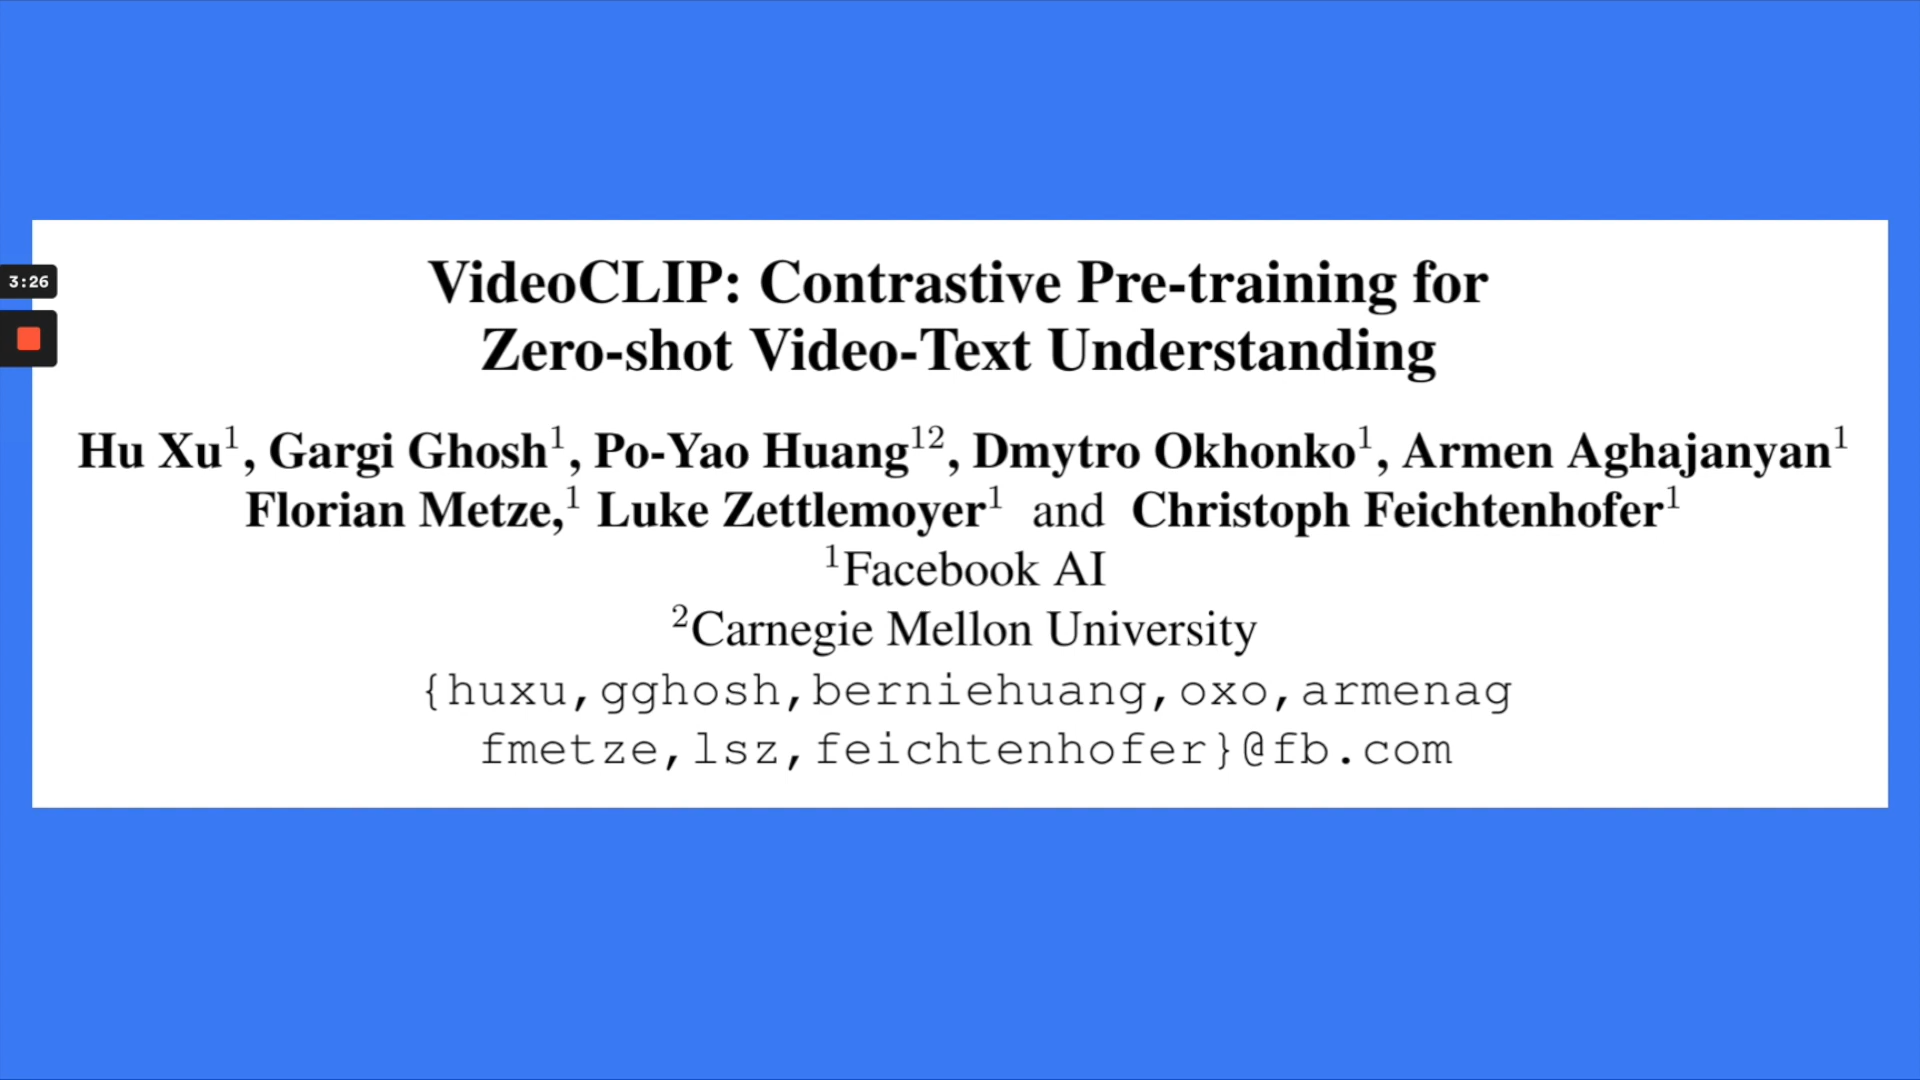 VideoCLIP: Contrastive Pre-training for
Zero-shot Video-Text Understanding
3:26
Hu Xu¹, Gargi Ghosh¹, Po-Yao Huang¹², Dmytro Okhonko¹, Armen Aghajanyan¹
Florian Metze,¹ Luke Zettlemoyer¹ and Christoph Feichtenhofer¹
¹Facebook AI
²Carnegie Mellon University
{huxu,gghosh,berniehuang,oxo,armenag
fmetze,lsz,feichtenhofer}@fb.com